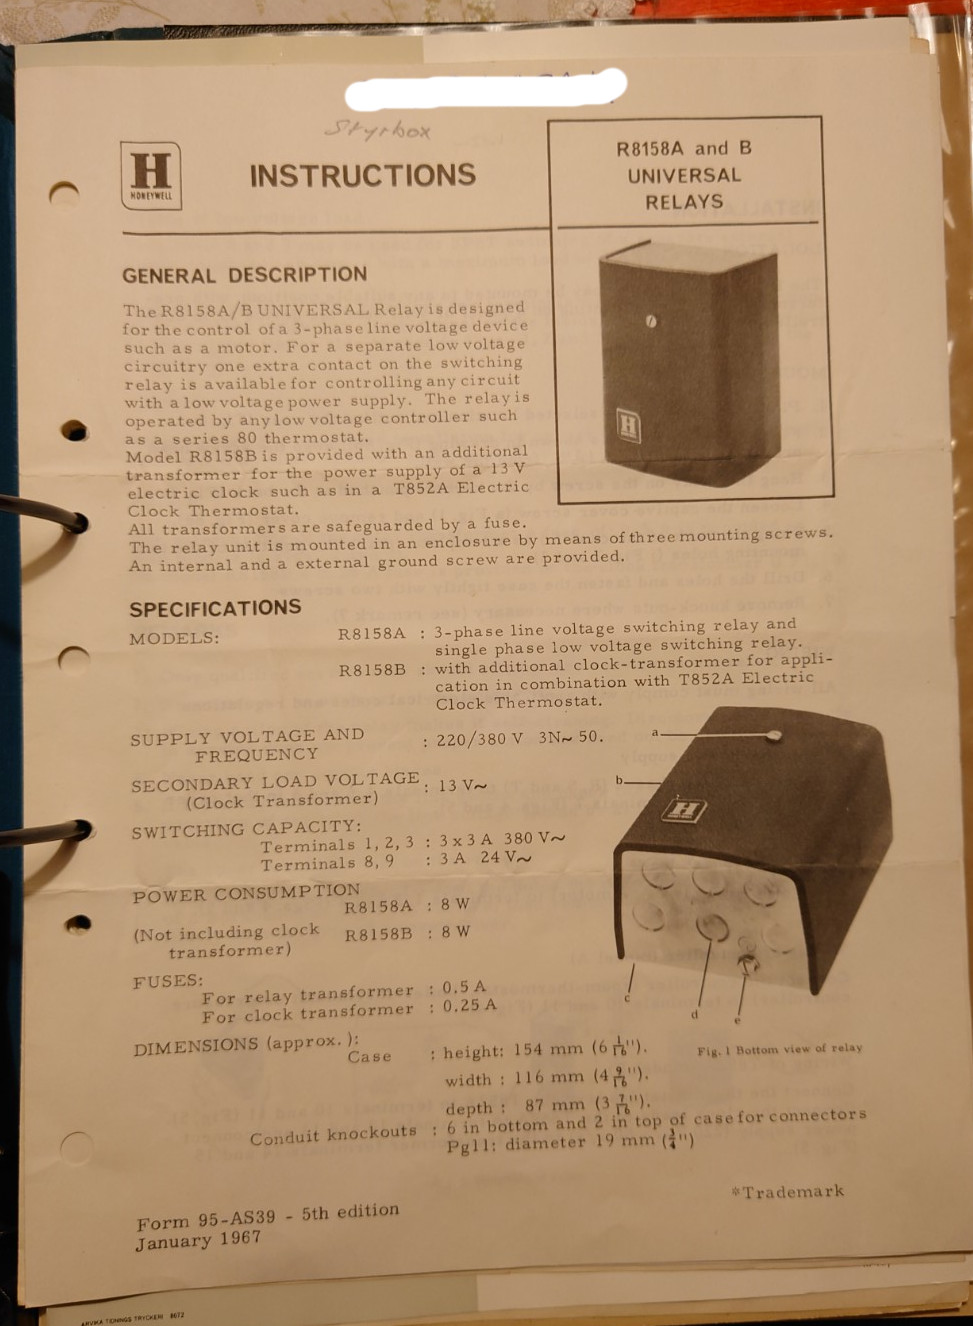 Styrbox
H
HONEYWELL
INSTRUCTIONS
R8158A and B
UNIVERSAL
RELAYS
H
GENERAL DESCRIPTION
The R8158A/B UNIVERSAL Relay is designed
for the control of a 3-phase line voltage device
such as a motor. For a separate low voltage
circuitry one extra contact on the switching
relay is available for controlling any circuit
with a low voltage power supply. The relay is
operated by any low voltage controller such
as a series 80 thermostat.
Model R8158B is provided with an additional
transformer for the power supply of a 13 V
electric clock such as in a T852A Electric
Clock Thermostat.
All transformers are safeguarded by a fuse.
The relay unit is mounted in an enclosure by means of three mounting screws.
An internal and a external ground screw are provided.
SPECIFICATIONS
MODELS: R8158A : 3-phase line voltage switching relay and
single phase low voltage switching relay.
R8158B : with additional clock-transformer for appli-
cation in combination with T852A Electric
Clock Thermostat.
SUPPLY VOLTAGE AND
FREQUENCY : 220/380 V 3N~ 50.
SECONDARY LOAD VOLTAGE : 13 V~
(Clock Transformer)
SWITCHING CAPACITY:
Terminals 1, 2, 3 : 3 x 3 A 380 V~
Terminals 8, 9 : 3 A 24 V~
POWER CONSUMPTION
R8158A : 8 W
(Not including clock R8158B : 8 W
transformer)
FUSES:
For relay transformer : 0.5 A
For clock transformer : 0.25 A
a
b
H
c
d
e
Fig. 1 Bottom view of relay
DIMENSIONS (approx.):
Case : height: 154 mm (6 1/16").
width : 116 mm (4 9/16").
depth : 87 mm (3 7/16").
Conduit knockouts : 6 in bottom and 2 in top of case for connectors
Pg11: diameter 19 mm (3/4")
*Trademark
Form 95-AS39 - 5th edition
January 1967
ARVIKA TIDNINGS TRYCKERI 8072